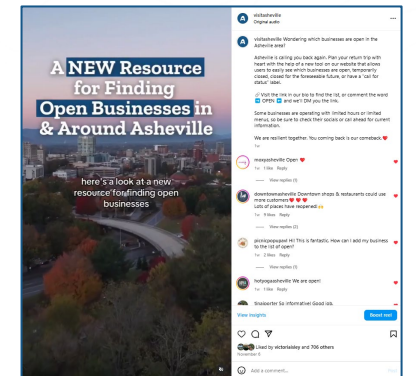 A NEW Resource
for Finding
Open Businesses in
& Around Asheville
here's a look at a new
resource for finding open
businesses
visitasheville
Original audio
visitasheville Wondering which businesses are open in the
Asheville area?
Asheville is calling you back again. Plan your return trip with
heart with the help of a new tool on our website that allows
users to easily see which businesses are open, temporarily
closed, closed for the foreseeable future, or have a "call for
status" label.
Visit the link in our bio to find the list, or comment the word
OPEN and we'll DM you the link.
Some businesses are operating with limited hours or limited
menus, so be sure to check their socials or call ahead for current
information.
We are resilient together. You coming back is our comeback.
1w
moxyasheville Open
1w 1 like Reply
View replies (1)
downtownasheville Downtown shops & restaurants could use
more customers
Lots of places have reopened!
1w 9 likes Reply
View replies (2)
picnicpopupavl Hi! This is fantastic. How can I add my business
to the list of open?
1w 2 likes Reply
View replies (1)
hotyogaasheville We are open!
1w 1 like Reply
So informative! Good job.
View insights
Boost reel
Liked by victoriaisley and 706 others
November 6
Add a comment...